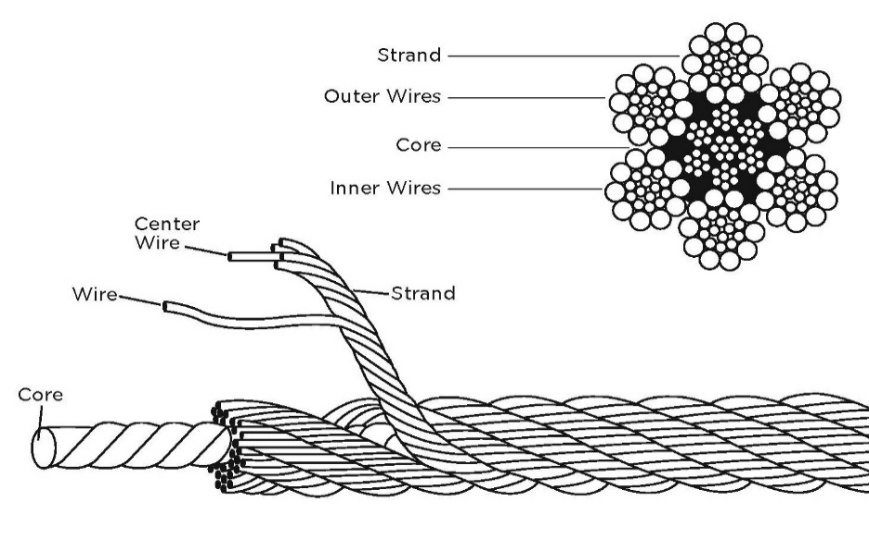 Strand
Outer Wires
Core
Inner Wires
Center
Wire
Wire
Strand
Core